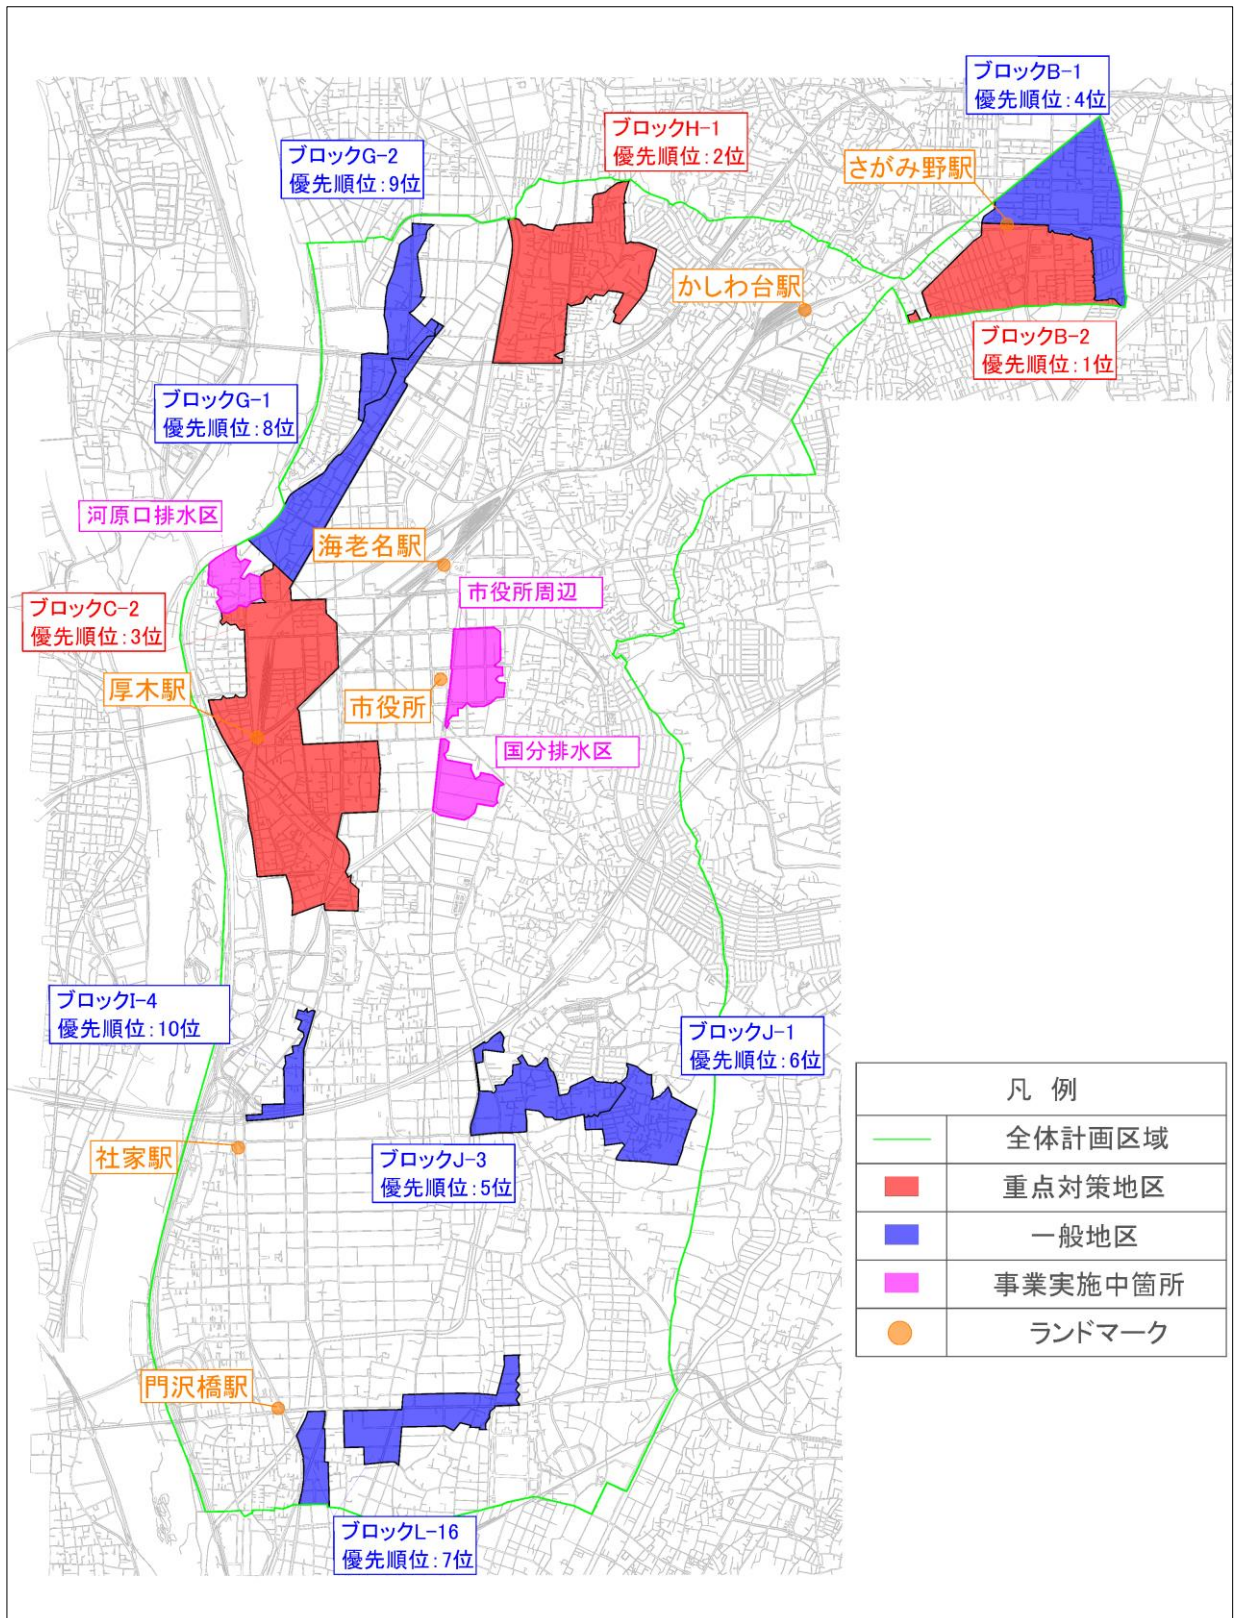 ブロックB-1
優先順位:4位
ブロックH-1
優先順位:2位
ブロックG-2
優先順位:9位
さがみ野駅
かしわ台駅
ブロックB-2
優先順位:1位
ブロックG-1
優先順位:8位
河原口排水区
海老名駅
市役所周辺
ブロックC-2
優先順位:3位
厚木駅
市役所
国分排水区
ブロックI-4
優先順位:10位
ブロックJ-1
優先順位:6位
社家駅
ブロックJ-3
優先順位:5位
凡 例
全体計画区域
重点対策地区
一般地区
事業実施中箇所
ランドマーク
門沢橋駅
ブロックL-16
優先順位:7位